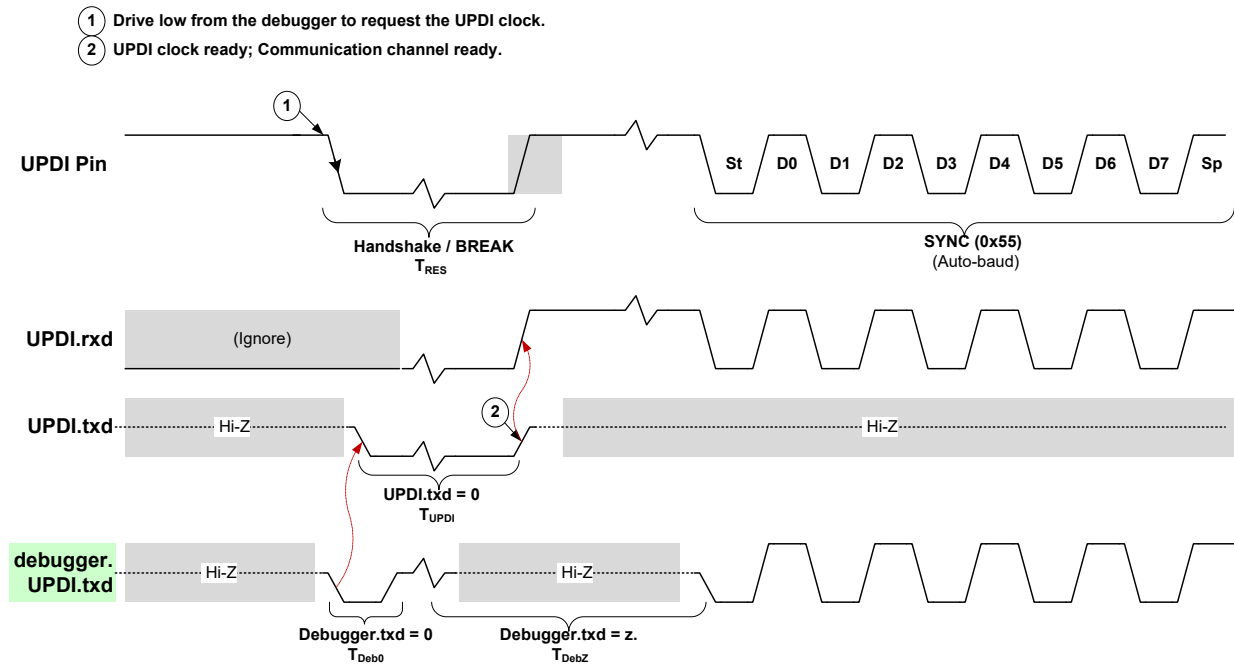 1 Drive low from the debugger to request the UPDI clock.
2 UPDI clock ready; Communication channel ready.
1
UPDI Pin
St D0 D1 D2 D3 D4 D5 D6 D7 Sp
Handshake / BREAK
TRES
SYNC (0x55)
(Auto-baud)
UPDI.rxd
(Ignore)
2
UPDI.txd
Hi-Z
Hi-Z
UPDI.txd = 0
TUPDI
debugger.
UPDI.txd
Hi-Z
Hi-Z
Debugger.txd = 0
TDeb0
Debugger.txd = z.
TDebZ